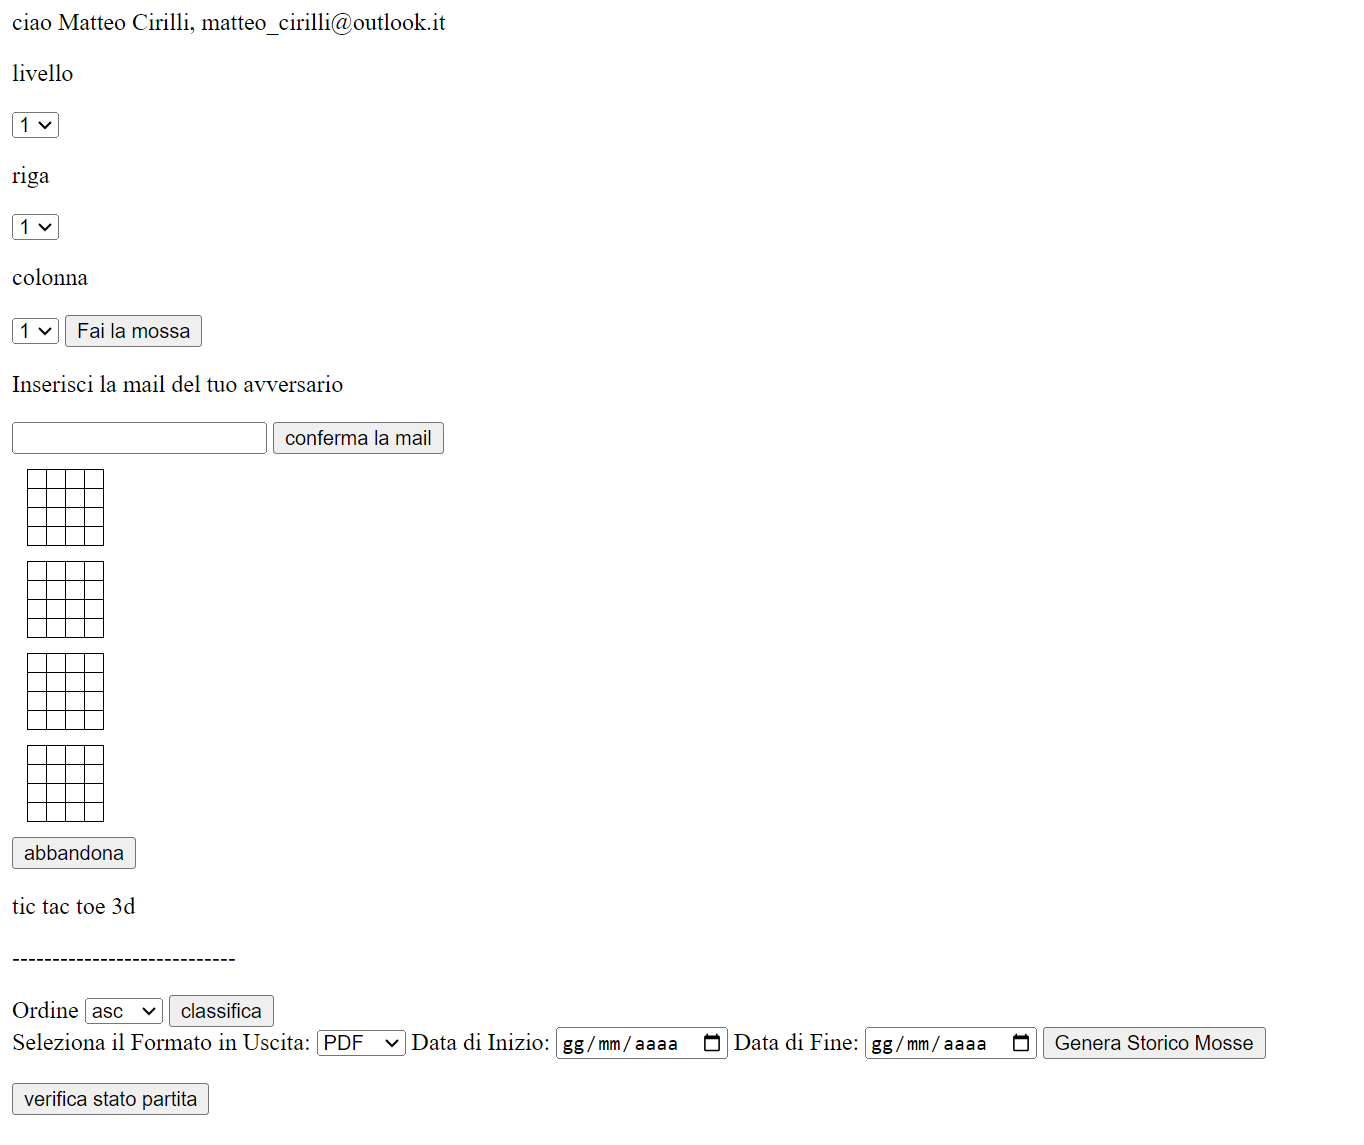 ciao Matteo Cirilli, matteo_cirilli@outlook.it
livello
1
riga
1
colonna
1 Fai la mossa
Inserisci la mail del tuo avversario
conferma la mail
abbandona
tic tac toe 3d
----------------------------
Ordine asc classifica
Seleziona il Formato in Uscita: PDF Data di Inizio: gg/mm/aaaa Data di Fine: gg/mm/aaaa Genera Storico Mosse
verifica stato partita